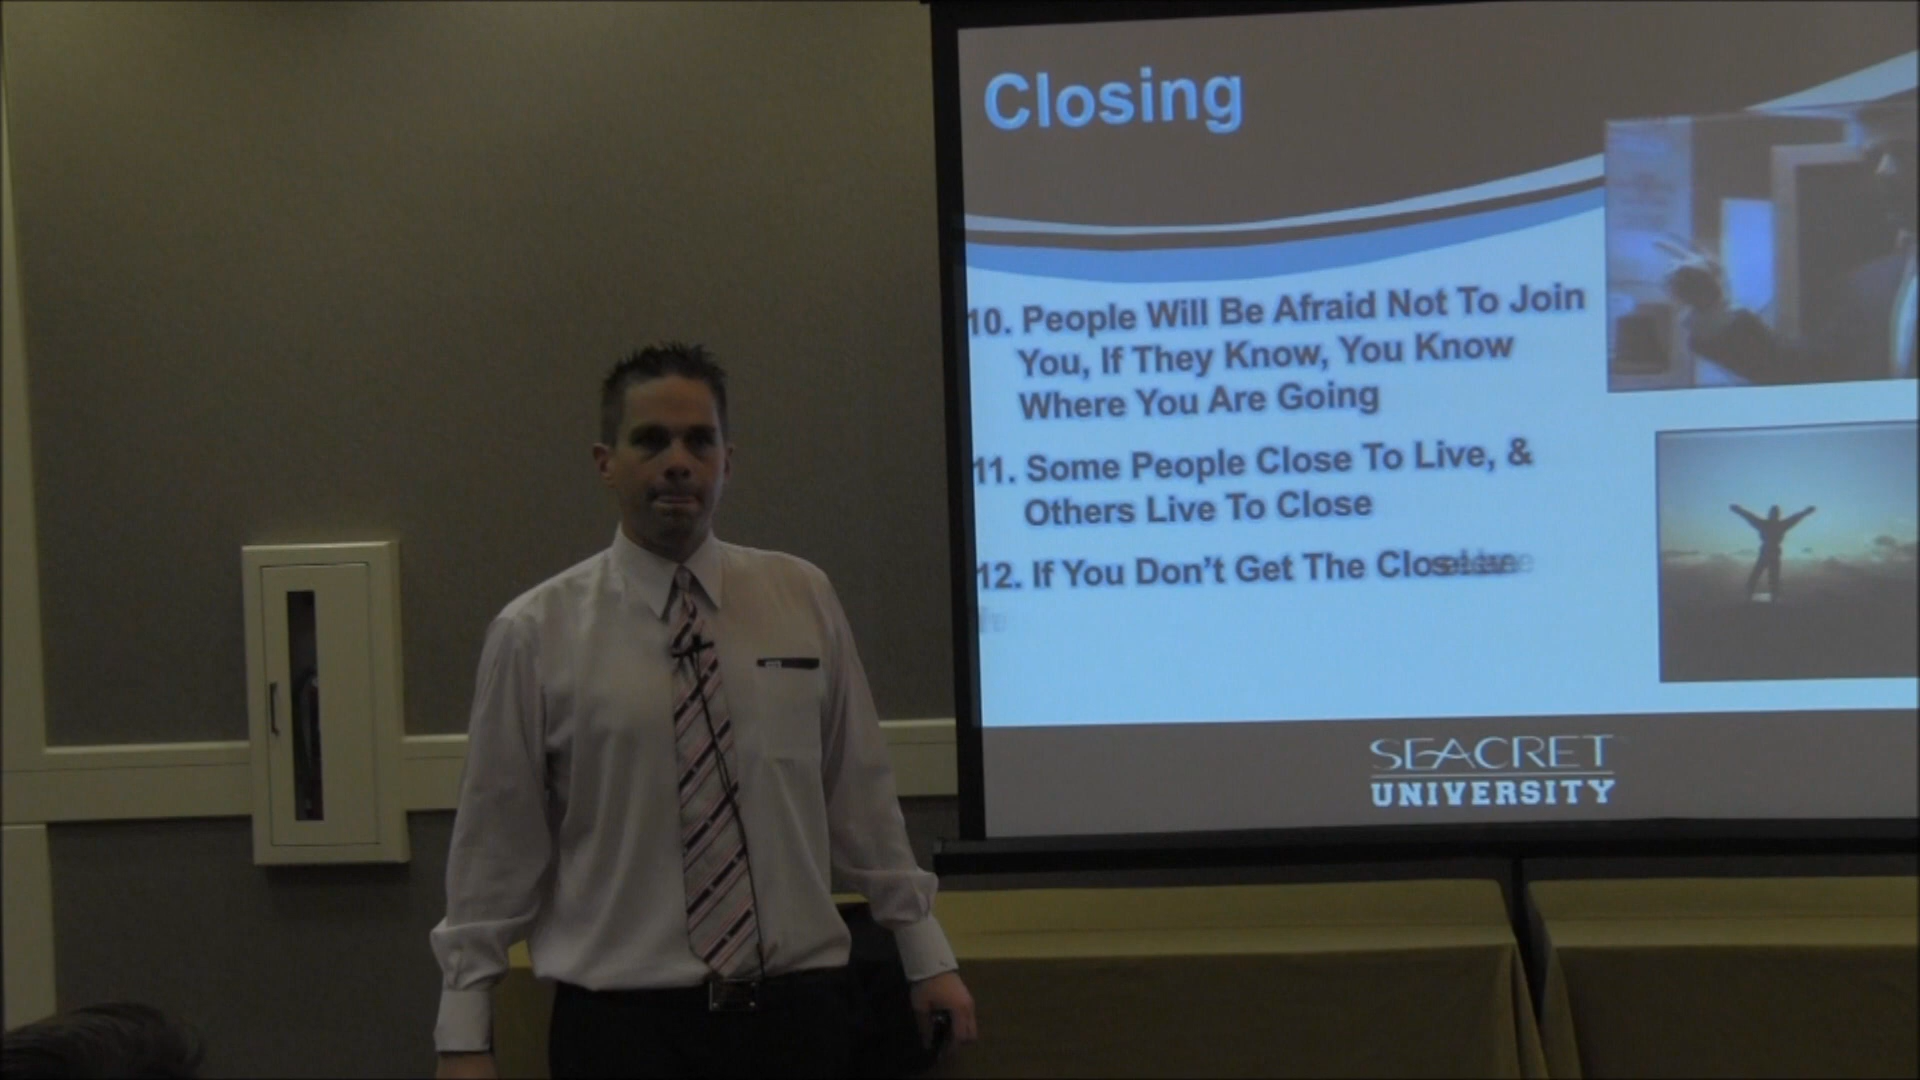 Closing
10. People Will Be Afraid Not To Join
You, If They Know, You Know
Where You Are Going
11. Some People Close To Live, &
Others Live To Close
12. If You Don't Get The
SEACRET
UNIVERSITY